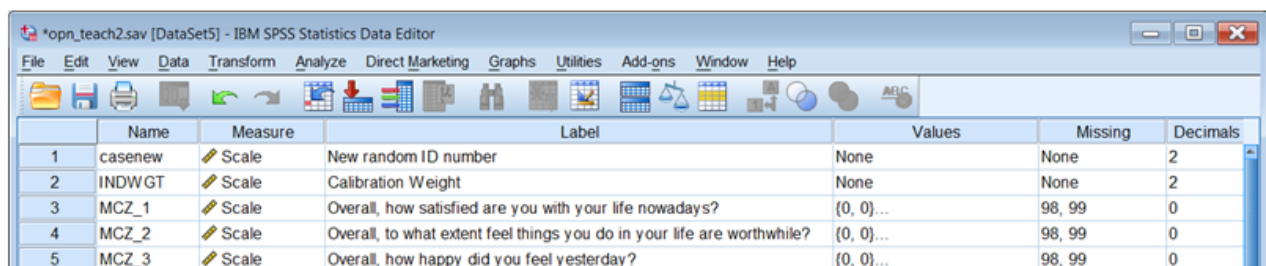 *opn_teach2.sav [DataSet5] - IBM SPSS Statistics Data Editor
File Edit View Data Transform Analyze Direct Marketing Graphs Utilities Add-ons Window Help
Name Measure Label Values Missing Decimals
1 casenew Scale New random ID number None None 2
2 INDWGT Scale Calibration Weight None None 2
3 MCZ_1 Scale Overall, how satisfied are you with your life nowadays? {0, 0}... 98, 99 0
4 MCZ_2 Scale Overall, to what extent feel things you do in your life are worthwhile? {0, 0}... 98, 99 0
5 MCZ_3 Scale Overall, how happy did you feel yesterday? {0, 0}... 98, 99 0